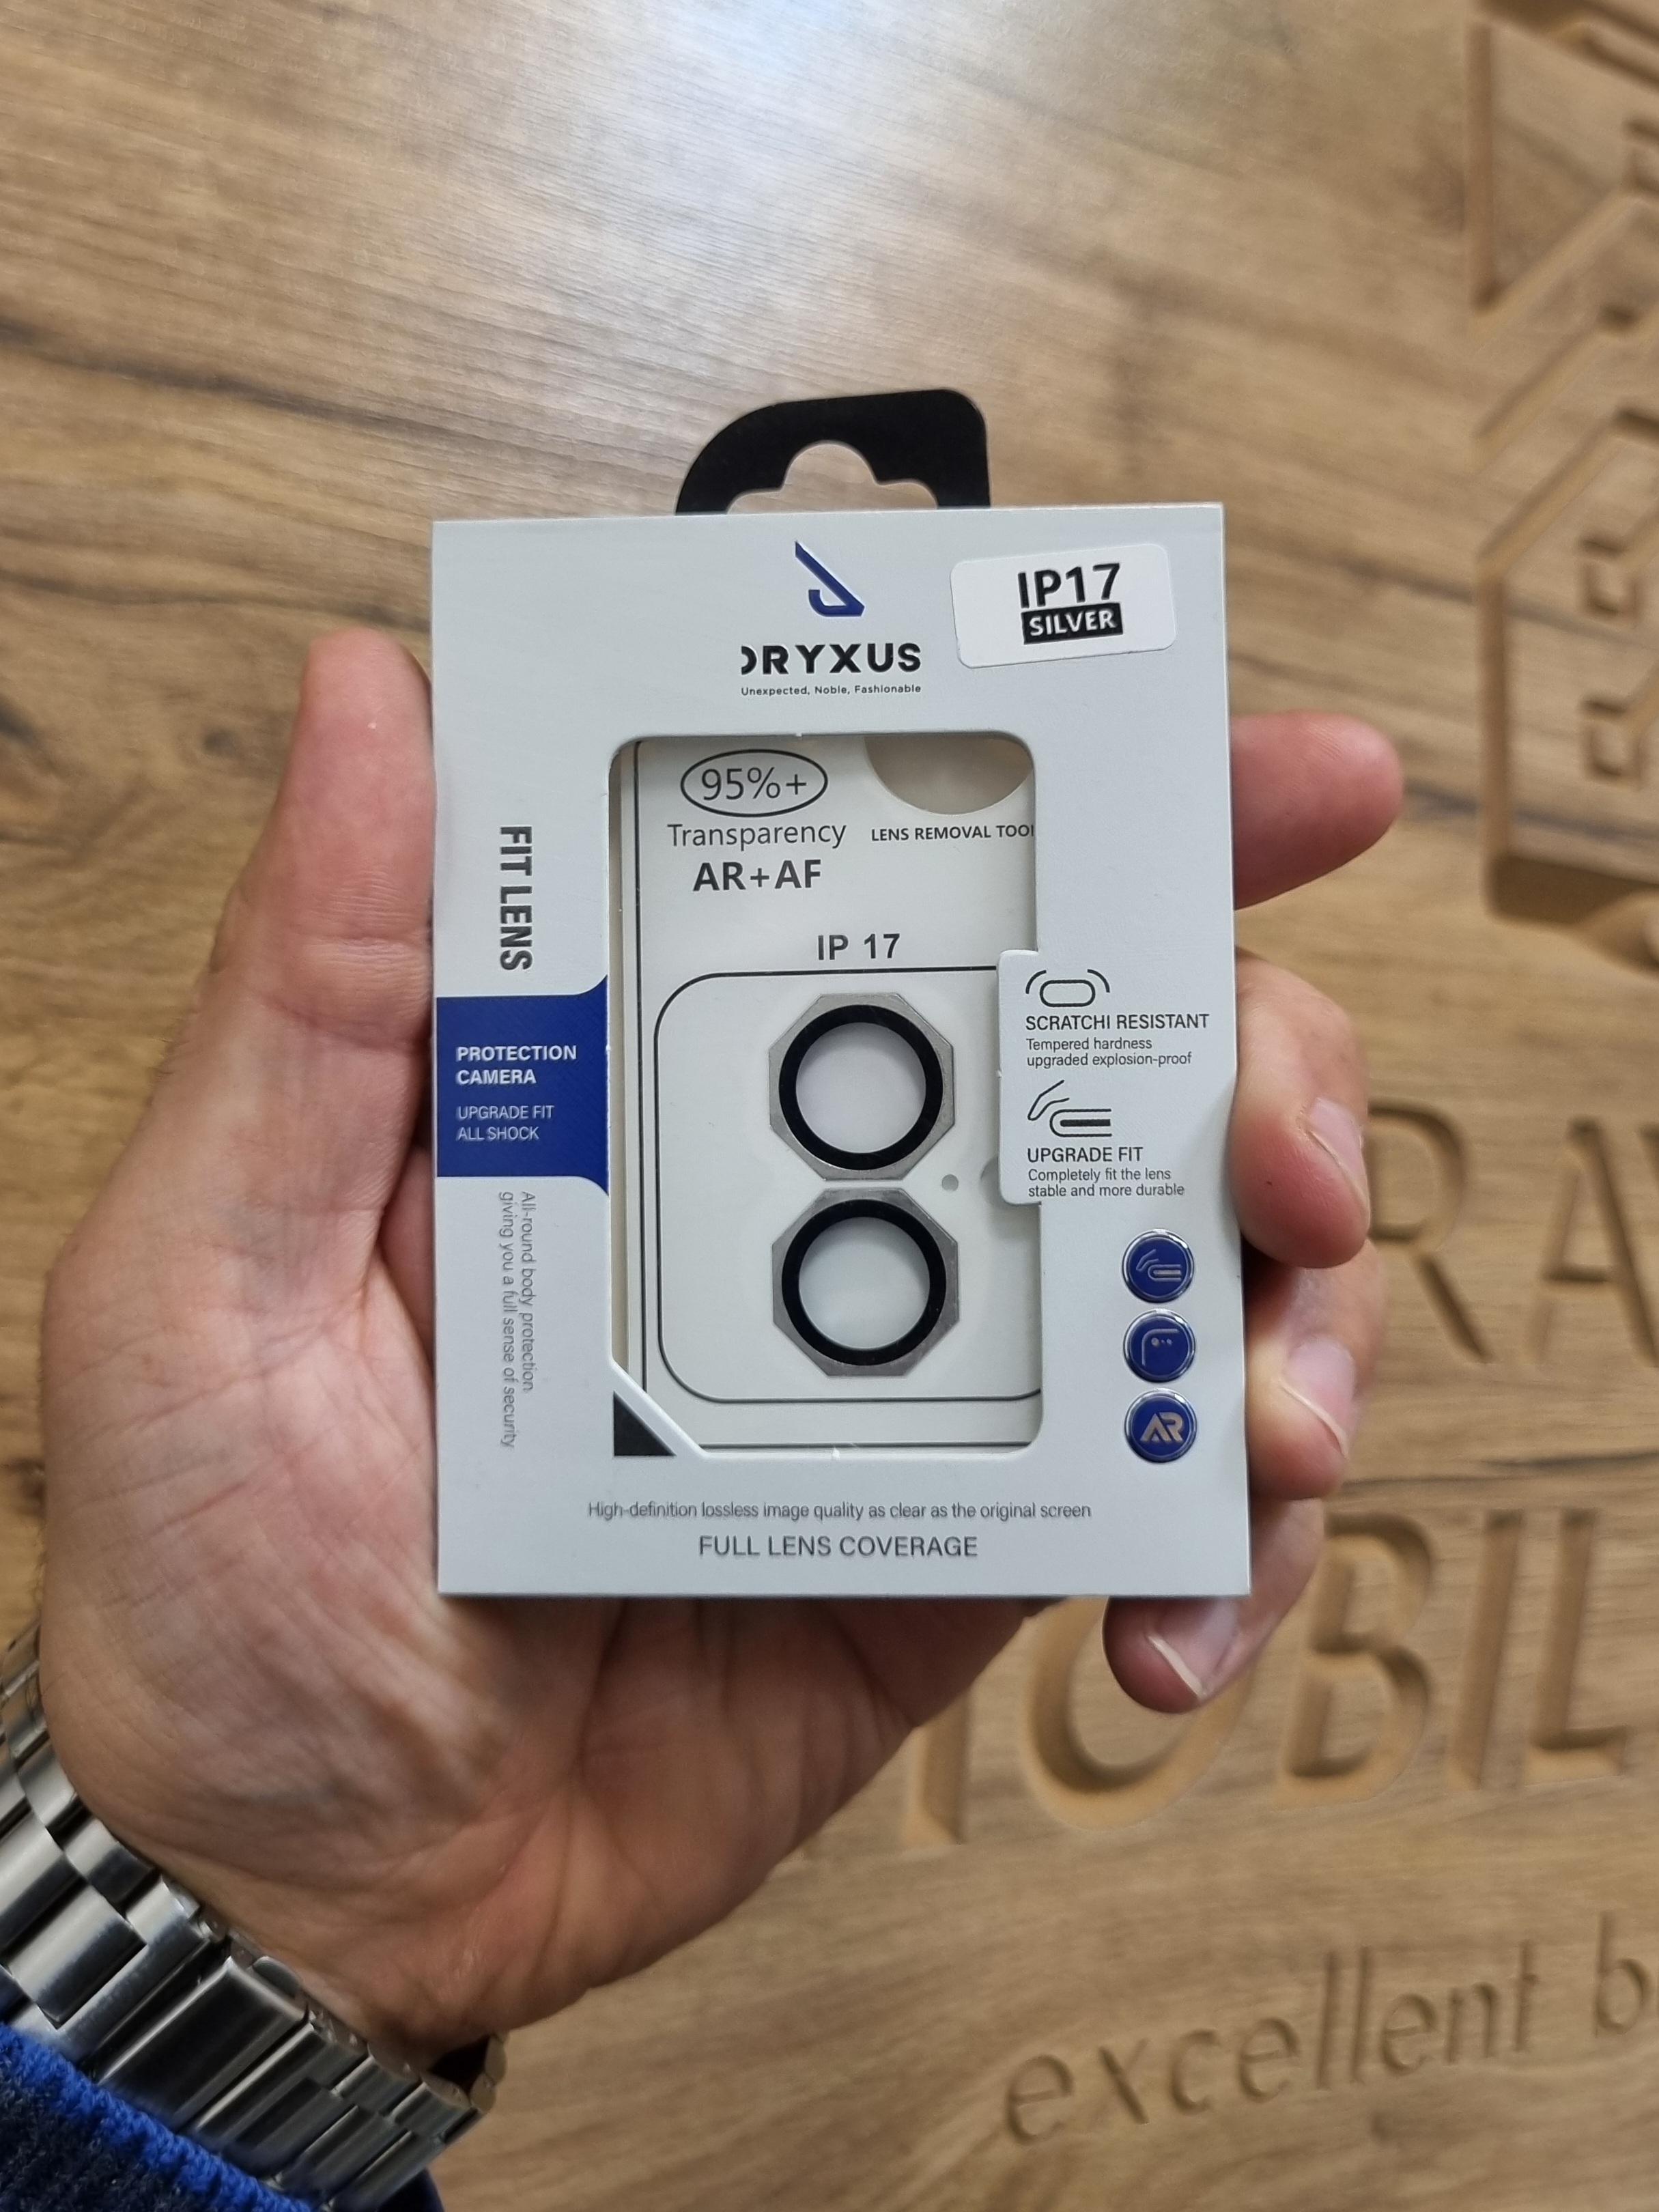 IP17
SILVER
DRYXUS
Unexpected, Noble, Fashionable
95%+
Transparency
AR+AF
LENS REMOVAL TOOL
IP 17
FIT LENS
PROTECTION
CAMERA
UPGRADE FIT
ALL SHOCK
All-round body protection
giving you a full sense of security
SCRATCHI RESISTANT
Tempered hardness
upgraded explosion-proof
UPGRADE FIT
Completely fit the lens
stable and more durable
AR
High-definition lossless image quality as clear as the original screen
FULL LENS COVERAGE
RA
OBIL
excellent b